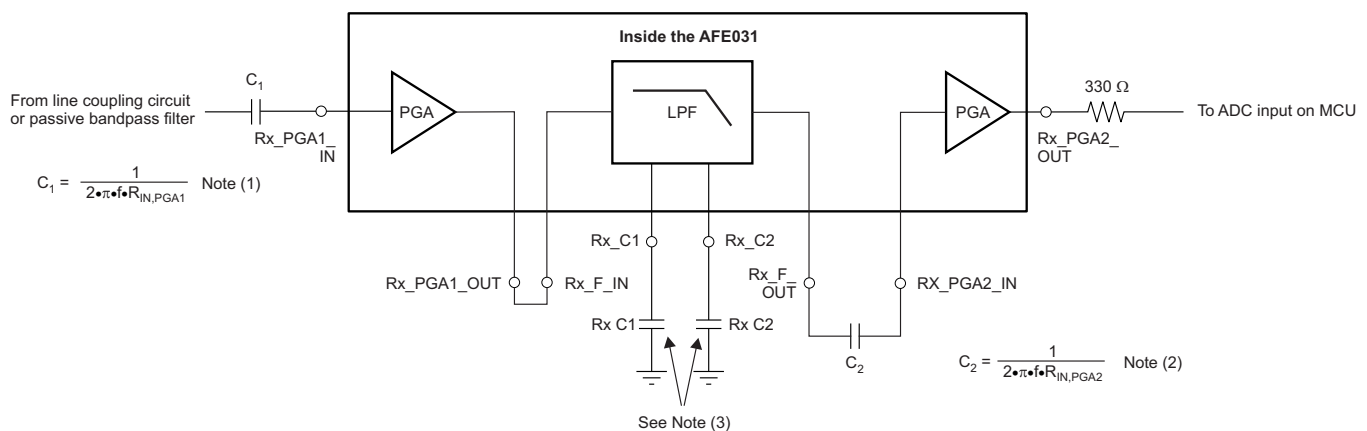 Inside the AFE031
From line coupling circuit
or passive bandpass filter
C1
Rx_PGA1_
IN
PGA
LPF
PGA
330 Ω
Rx_PGA2_
OUT
To ADC input on MCU
C1 = 1 / 2•π•f•RIN,PGA1 Note (1)
Rx_C1
Rx_C2
Rx_PGA1_OUT
Rx_F_IN
Rx_F_
OUT
RX_PGA2_IN
Rx C1
Rx C2
C2
C2 = 1 / 2•π•f•RIN,PGA2 Note (2)
See Note (3)